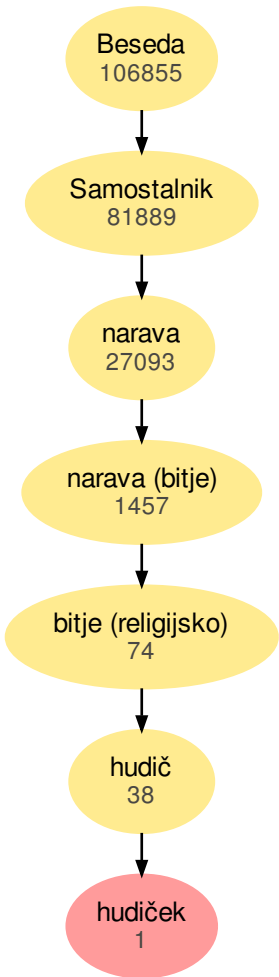 Beseda
106855
Samostalnik
81889
narava
27093
narava (bitje)
1457
bitje (religijsko)
74
hudič
38
hudiček
1